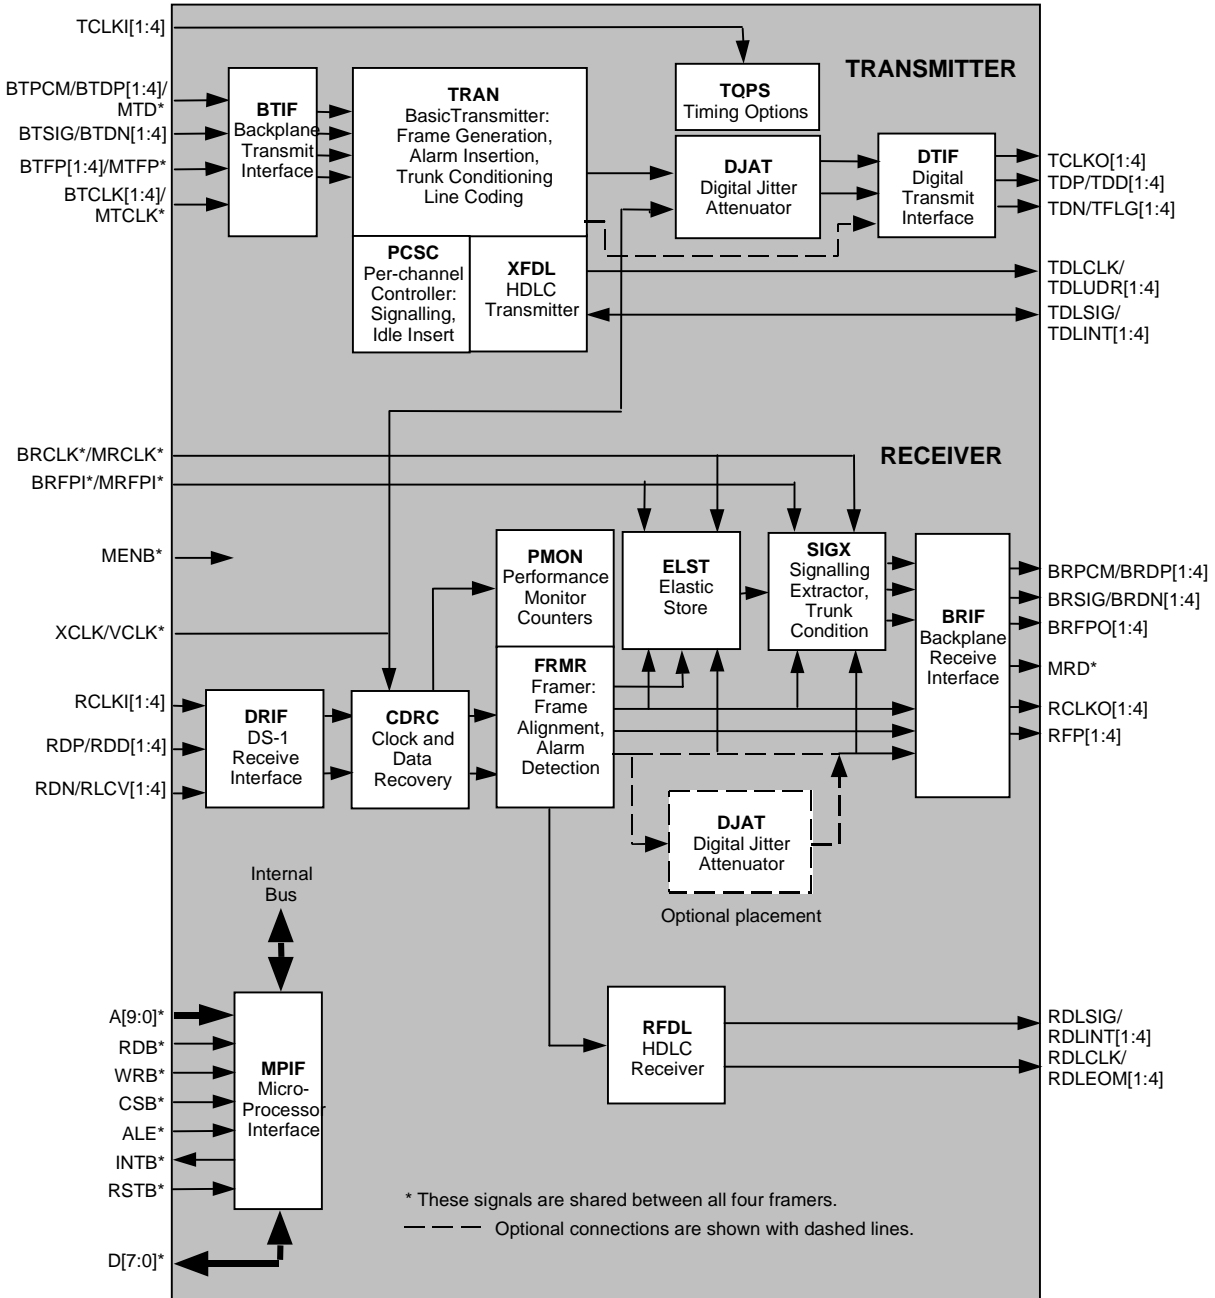 TCLKI[1:4]
TRANSMITTER
BTPCM/BTDP[1:4]/
MTD*
BTSIG/BTDN[1:4]
BTFP[1:4]/MTFP*
BTCLK[1:4]/
MTCLK*
BTIF
Backplane
Transmit
Interface
TRAN
BasicTransmitter:
Frame Generation,
Alarm Insertion,
Trunk Conditioning
Line Coding
PCSC
Per-channel
Controller:
Signalling,
Idle Insert
XFDL
HDLC
Transmitter
TQPS
Timing Options
DJAT
Digital Jitter
Attenuator
DTIF
Digital
Transmit
Interface
TCLKO[1:4]
TDP/TDD[1:4]
TDN/TFLG[1:4]
TDLCLK/
TDLUDR[1:4]
TDLSIG/
TDLINT[1:4]
BRCLK*/MRCLK*
BRFPI*/MRFPI*
RECEIVER
MENB*
XCLK/VCLK*
RCLKI[1:4]
RDP/RDD[1:4]
RDN/RLCV[1:4]
DRIF
DS-1
Receive
Interface
CDRC
Clock and
Data
Recovery
PMON
Performance
Monitor
Counters
FRMR
Framer:
Frame
Alignment,
Alarm
Detection
ELST
Elastic
Store
SIGX
Signalling
Extractor,
Trunk
Condition
BRIF
Backplane
Receive
Interface
BRPCM/BRDP[1:4]
BRSIG/BRDN[1:4]
BRFPO[1:4]
MRD*
RCLKO[1:4]
RFP[1:4]
DJAT
Digital Jitter
Attenuator
Optional placement
Internal
Bus
A[9:0]*
RDB*
WRB*
CSB*
ALE*
INTB*
RSTB*
D[7:0]*
MPIF
Micro-
Processor
Interface
RFDL
HDLC
Receiver
RDLSIG/
RDLINT[1:4]
RDLCLK/
RDLEOM[1:4]
* These signals are shared between all four framers.
Optional connections are shown with dashed lines.